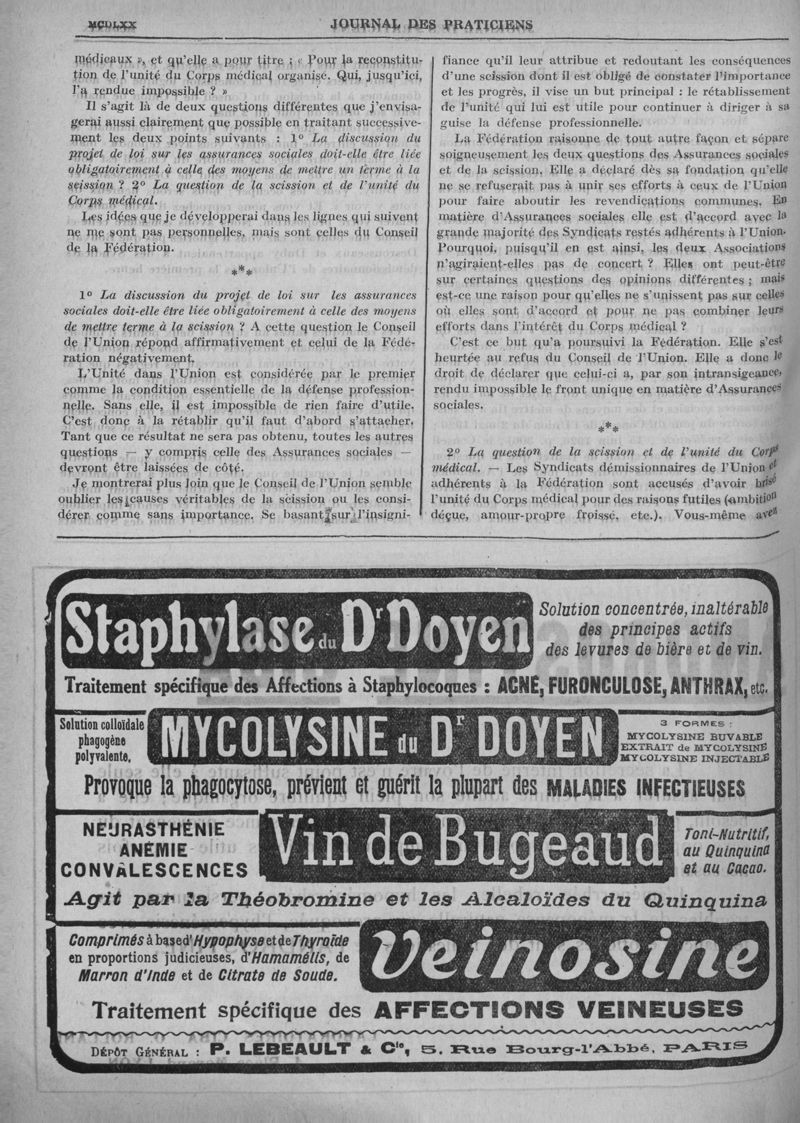 MCDLXX
JOURNAL DES PRATICIENS
médicaux », et qu'elle a pour titre : « Pour la reconstitu-
tion de l'unité du Corps médical organisé. Qui, jusqu'ici,
l'a rendue impossible ? »
Il s'agit là de deux questions différentes que j'envisa-
gerai aussi clairement que possible en traitant successive-
ment les deux points suivants : 1º La discussion du
projet de loi sur les assurances sociales doit-elle être liée
obligatoirement à celle des moyens de mettre un terme à la
scission ? 2º La question de la scission et de l'unité du
Corps médical.
Les idées que je développerai dans les lignes qui suivent
ne me sont pas personnelles, mais sont celles du Conseil
de la Fédération.
***
1º La discussion du projet de loi sur les assurances
sociales doit-elle être liée obligatoirement à celle des moyens
de mettre terme à la scission ? A cette question le Conseil
de l'Union répond affirmativement et celui de la Fédé-
ration négativement.
L'Unité dans l'Union est considérée par le premier
comme la condition essentielle de la défense profession-
nelle. Sans elle, il est impossible de rien faire d'utile.
C'est donc à la rétablir qu'il faut d'abord s'attacher.
Tant que ce résultat ne sera pas obtenu, toutes les autres
questions — y compris celle des Assurances sociales —
devront être laissées de côté.
Je montrerai plus loin que le Conseil de l'Union semble
oublier les causes véritables de la scission ou les consi-
dérer comme sans importance. Se basant sur l'insigni-
fiance qu'il leur attribue et redoutant les conséquences
d'une scission dont il est obligé de constater l'importance
et les progrès, il vise un but principal : le rétablissement
de l'unité qui lui est utile pour continuer à diriger à sa
guise la défense professionnelle.
La Fédération raisonne de tout autre façon et sépare
soigneusement les deux questions des Assurances sociales
et de la scission. Elle a déclaré dès sa fondation qu'elle
ne se refuserait pas à unir ses efforts à ceux de l'Union
pour faire aboutir les revendications communes. En
matière d'Assurances sociales elle est d'accord avec la
grande majorité des Syndicats restés adhérents à l'Union.
Pourquoi, puisqu'il en est ainsi, les deux Associations
n'agiraient-elles pas de concert ? Elles ont peut-être
sur certaines questions des opinions différentes ; mais
est-ce une raison pour qu'elles ne s'unissent pas sur celles
où elles sont d'accord et pour ne pas combiner leurs
efforts dans l'intérêt du Corps médical ?
C'est ce but qu'a poursuivi la Fédération. Elle s'est
heurtée au refus du Conseil de l'Union. Elle a donc le
droit de déclarer que celui-ci a, par son intransigeance,
rendu impossible le front unique en matière d'Assurances
sociales.
***
2º La question de la scission et de l'unité du Corps
médical. — Les Syndicats démissionnaires de l'Union et
adhérents à la Fédération sont accusés d'avoir brisé
l'unité du Corps médical pour des raisons futiles (ambition
déçue, amour-propre froissé, etc.). Vous-même avez
Staphylase du Dr Doyen
Solution concentrée, inaltérable
des principes actifs
des levures de bière et de vin.
Traitement spécifique des Affections à Staphylocoques : ACNÉ, FURONCULOSE, ANTHRAX, etc.
Solution colloïdale
phagogène
polyvalente.
MYCOLYSINE du Dr DOYEN
3 FORMES :
MYCOLYSINE BUVABLE
EXTRAIT de MYCOLYSINE
MYCOLYSINE INJECTABLE
Provoque la phagocytose, prévient et guérit la plupart des MALADIES INFECTIEUSES
NEURASTHÉNIE
ANÉMIE
CONVALESCENCES
Vin de Bugeaud
Toni-Nutritif,
au Quinquina
et au Cacao.
Agit par la Théobromine et les Alcaloïdes du Quinquina
Comprimés à base d'Hypophyse et de Thyroïde
en proportions judicieuses, d'Hamamélis, de
Marron d'Inde et de Citrate de Soude.
Veinosine
Traitement spécifique des AFFECTIONS VEINEUSES
DÉPÔT GÉNÉRAL : P. LEBEAULT & Cie, 5, Rue Bourg-l'Abbé, PARIS